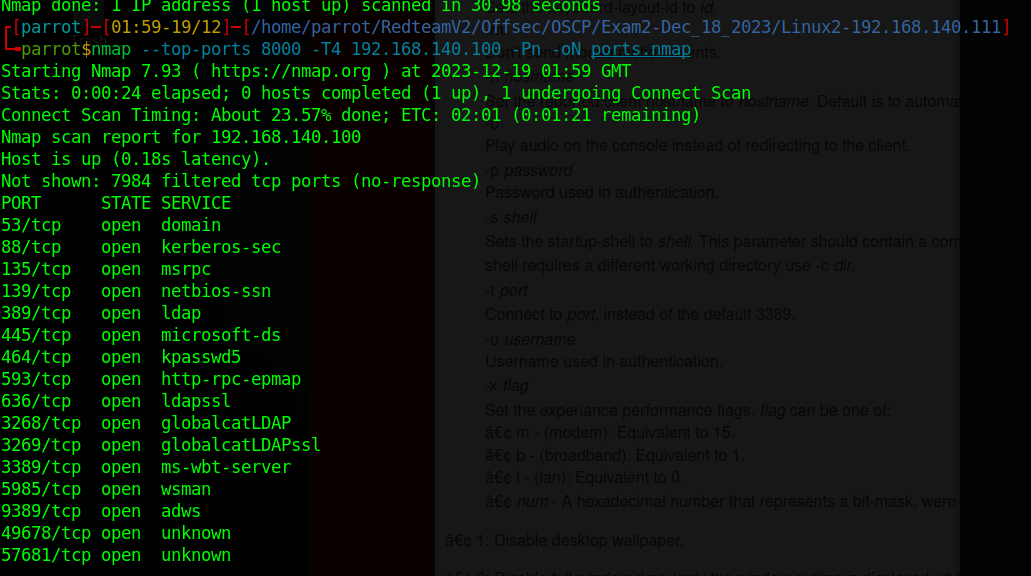 Nmap done: 1 IP address (1 host up) scanned in 30.98 seconds
[parrot]─[01:59-19/12]─[/home/parrot/RedteamV2/Offsec/OSCP/Exam2-Dec_18_2023/Linux2-192.168.140.111]
parrot$nmap --top-ports 8000 -T4 192.168.140.100 -Pn -oN ports.nmap
Starting Nmap 7.93 ( https://nmap.org ) at 2023-12-19 01:59 GMT
Stats: 0:00:24 elapsed; 0 hosts completed (1 up), 1 undergoing Connect Scan
Connect Scan Timing: About 23.57% done; ETC: 02:01 (0:01:21 remaining)
Nmap scan report for 192.168.140.100
Host is up (0.18s latency).
Not shown: 7984 filtered tcp ports (no-response)
PORT      STATE SERVICE
53/tcp    open  domain
88/tcp    open  kerberos-sec
135/tcp   open  msrpc
139/tcp   open  netbios-ssn
389/tcp   open  ldap
445/tcp   open  microsoft-ds
464/tcp   open  kpasswd5
593/tcp   open  http-rpc-epmap
636/tcp   open  ldapssl
3268/tcp  open  globalcatLDAP
3269/tcp  open  globalcatLDAPssl
3389/tcp  open  ms-wbt-server
5985/tcp  open  wsman
9389/tcp  open  adws
49678/tcp open  unknown
57681/tcp open  unknown
-layout-id to id.
hostname. Default is to automat
Play audio on the console instead of redirecting to the client.
-p password
Password used in authentication.
-s shell
Sets the startup-shell to shell. This parameter should contain a com
shell requires a different working directory use -c dir.
-t port
Connect to port, instead of the default 3389.
-u username
Username used in authentication.
-x flag
Set the experiance performance flags. flag can be one of:
â€¢ m - (modem): Equivalent to 15.
â€¢ b - (broadband): Equivalent to 1.
â€¢ l - (lan): Equivalent to 0.
â€¢ num - A hexadecimal number that represents a bit-mask, were
â€¢ 1: Disable desktop wallpaper.